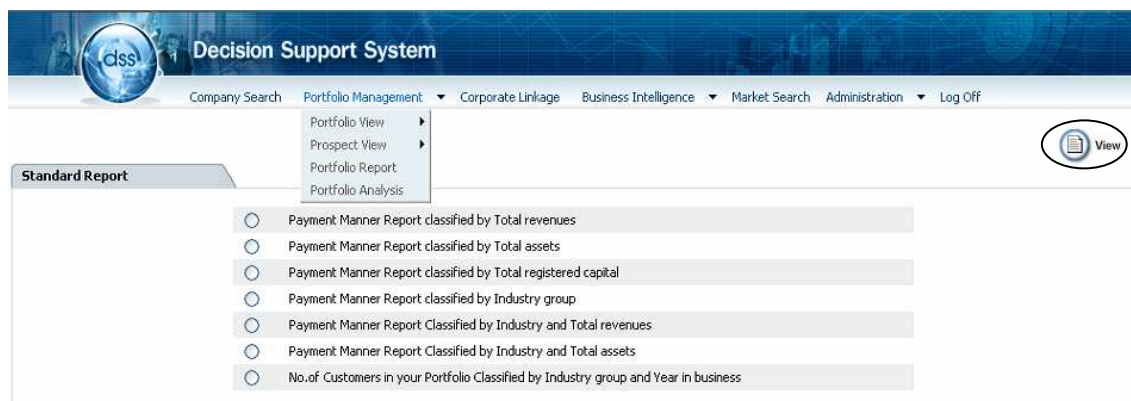 dss
Decision Support System
Company Search Portfolio Management Corporate Linkage Business Intelligence Market Search Administration Log Off
Portfolio View
Prospect View
Portfolio Report
Portfolio Analysis
View
Standard Report
Payment Manner Report classified by Total revenues
Payment Manner Report classified by Total assets
Payment Manner Report classified by Total registered capital
Payment Manner Report classified by Industry group
Payment Manner Report Classified by Industry and Total revenues
Payment Manner Report Classified by Industry and Total assets
No.of Customers in your Portfolio Classified by Industry group and Year in business